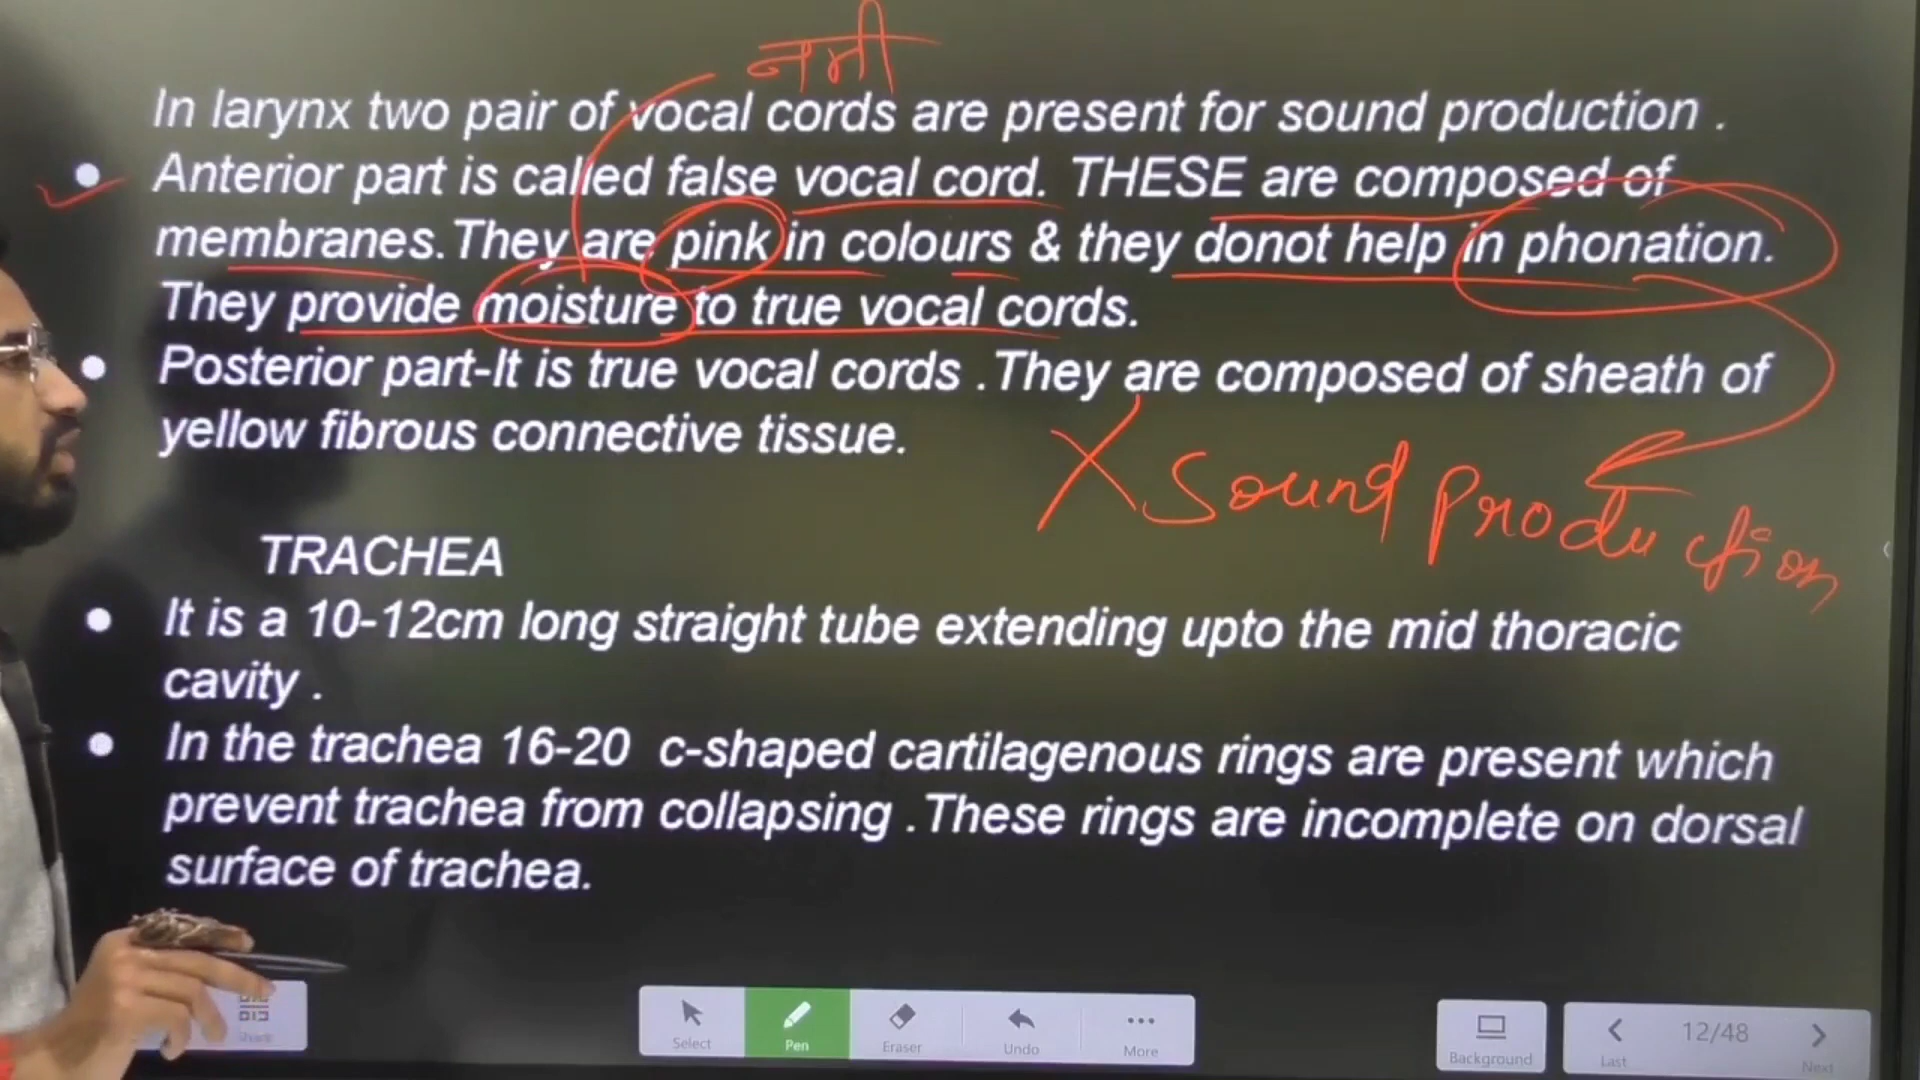 नमी
In larynx two pair of vocal cords are present for sound production .
Anterior part is called false vocal cord. THESE are composed of
membranes.They are pink in colours & they donot help in phonation.
They provide moisture to true vocal cords.
Posterior part-It is true vocal cords .They are composed of sheath of
yellow fibrous connective tissue.
X Sound Production
TRACHEA
It is a 10-12cm long straight tube extending upto the mid thoracic
cavity .
In the trachea 16-20 c-shaped cartilagenous rings are present which
prevent trachea from collapsing .These rings are incomplete on dorsal
surface of trachea.
Share
Select
Pen
Eraser
Undo
More
Background
Last
12/48
Next